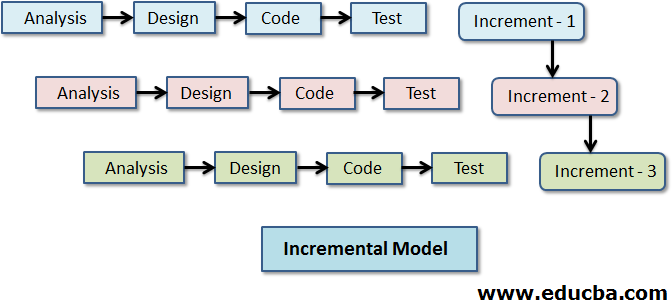 Analysis Design Code Test Increment - 1
Analysis Design Code Test Increment - 2
Analysis Design Code Test Increment - 3
Incremental Model
www.educba.com